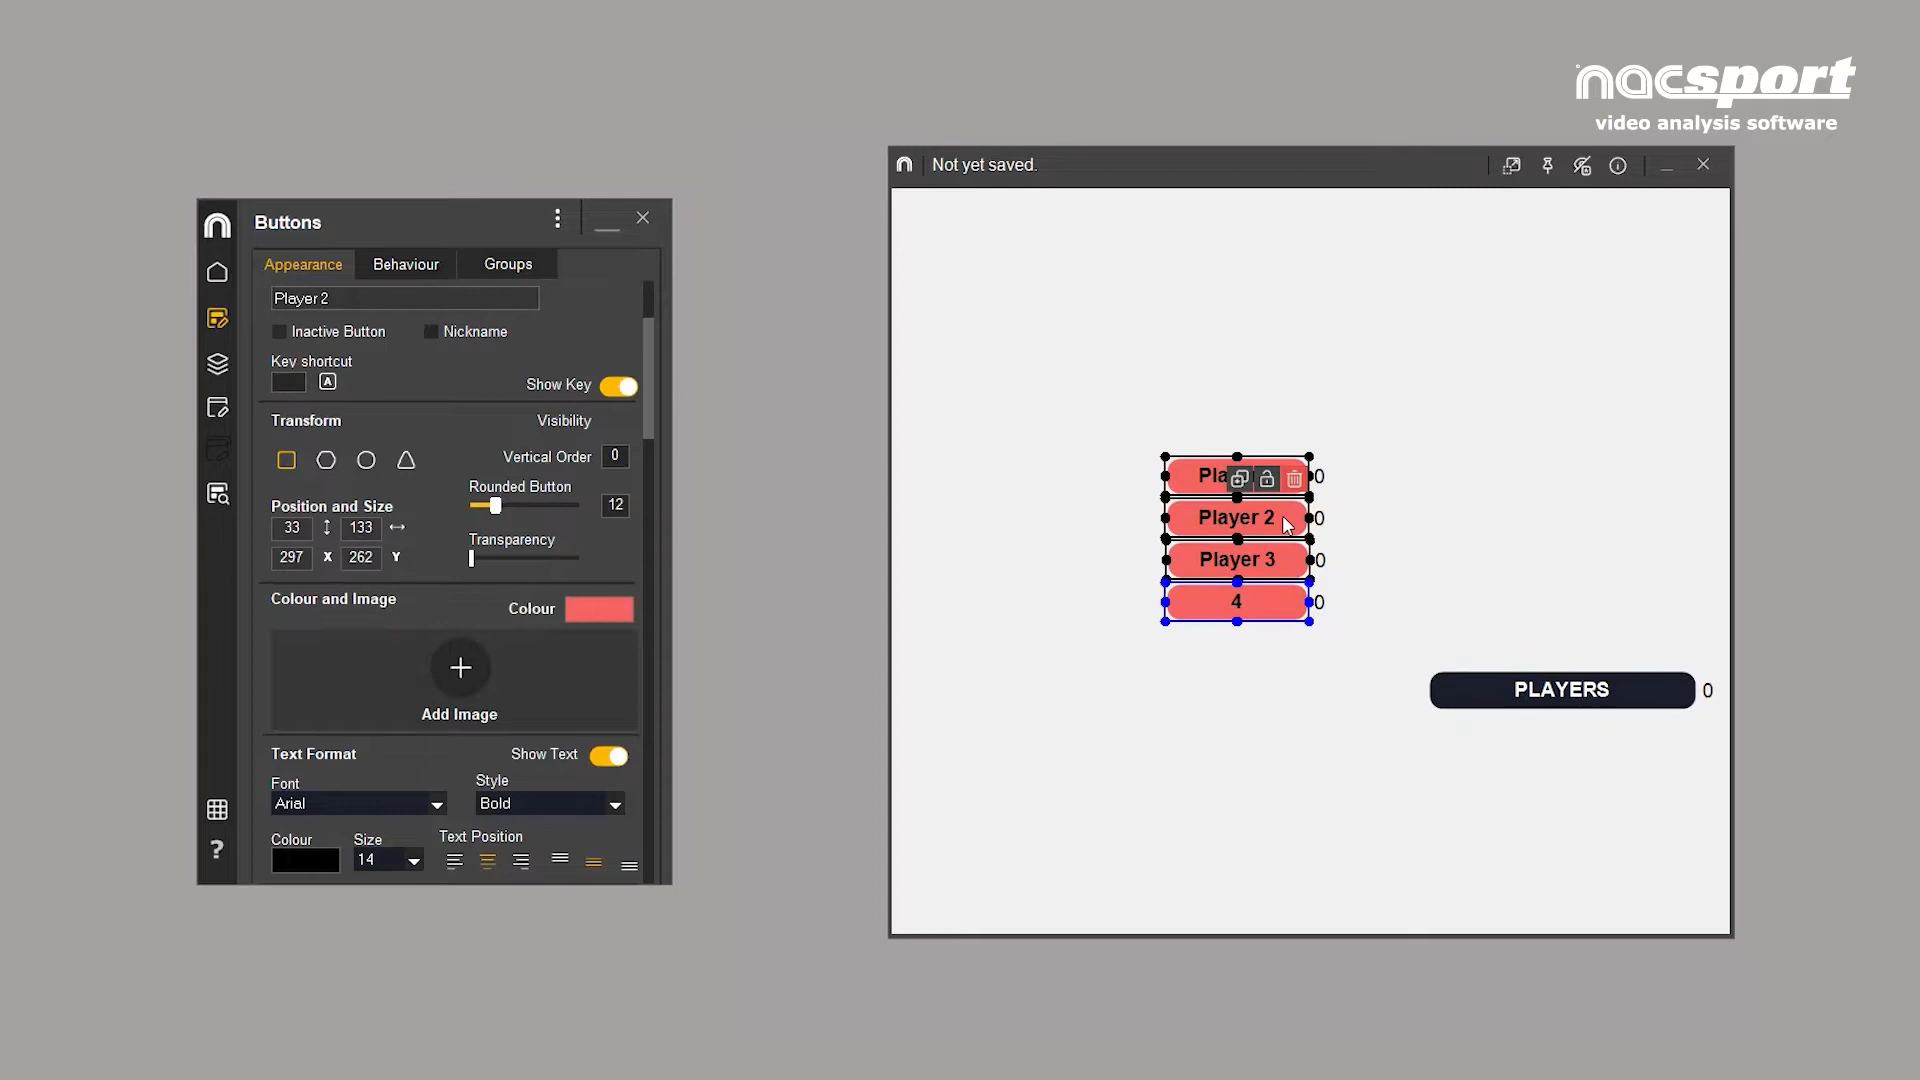 nacsport
video analysis software
Not yet saved.
Buttons
Appearance Behaviour Groups
Player 2
Inactive Button Nickname
Key shortcut
A
Show Key
Transform Visibility
Vertical Order 0
Rounded Button
12
Position and Size
33 133
Transparency
297 X 262 Y
Colour and Image
Colour
+
Add Image
Text Format Show Text
Font Style
Arial Bold
Colour Size Text Position
14
?
Pla 0
Player 2 0
Player 3 0
4 0
PLAYERS 0